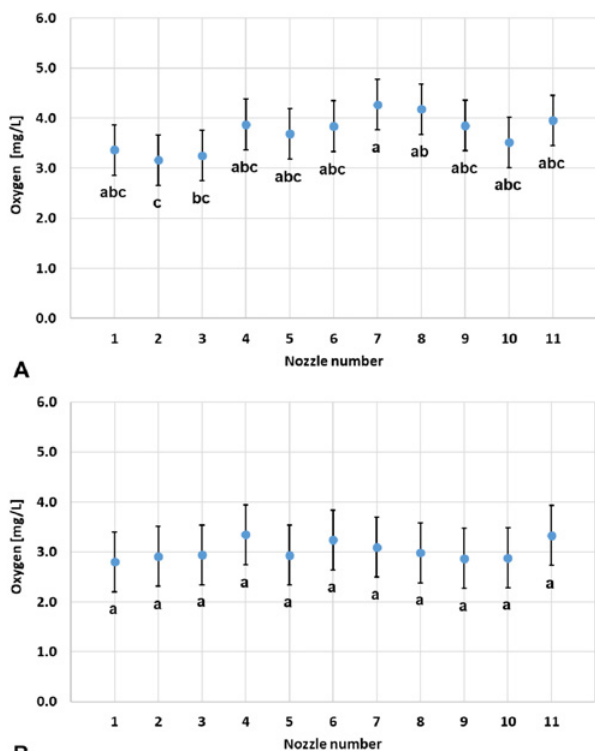 6.0
5.0
4.0
3.0
2.0
1.0
0.0
Oxygen [mg/L]
abc c bc abc abc abc a ab abc abc abc
1 2 3 4 5 6 7 8 9 10 11
Nozzle number
A
6.0
5.0
4.0
3.0
2.0
1.0
0.0
Oxygen [mg/L]
a a a a a a a a a a a
1 2 3 4 5 6 7 8 9 10 11
Nozzle number